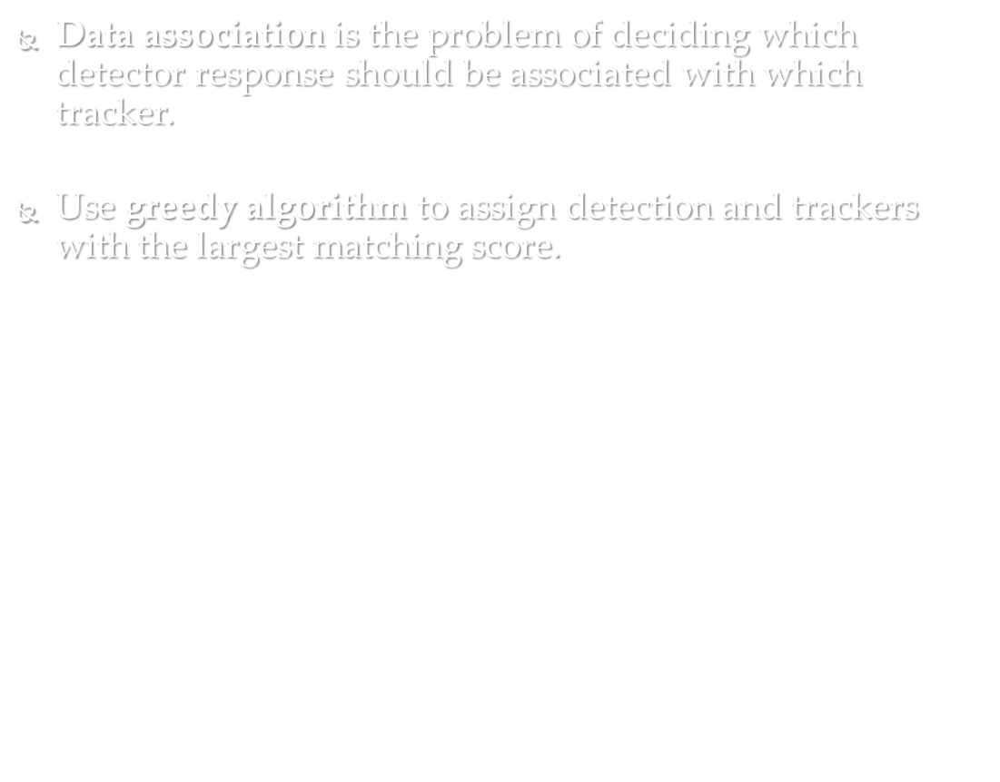 Data association is the problem of deciding which
detector response should be associated with which
tracker.
Use greedy algorithm to assign detection and trackers
with the largest matching score.